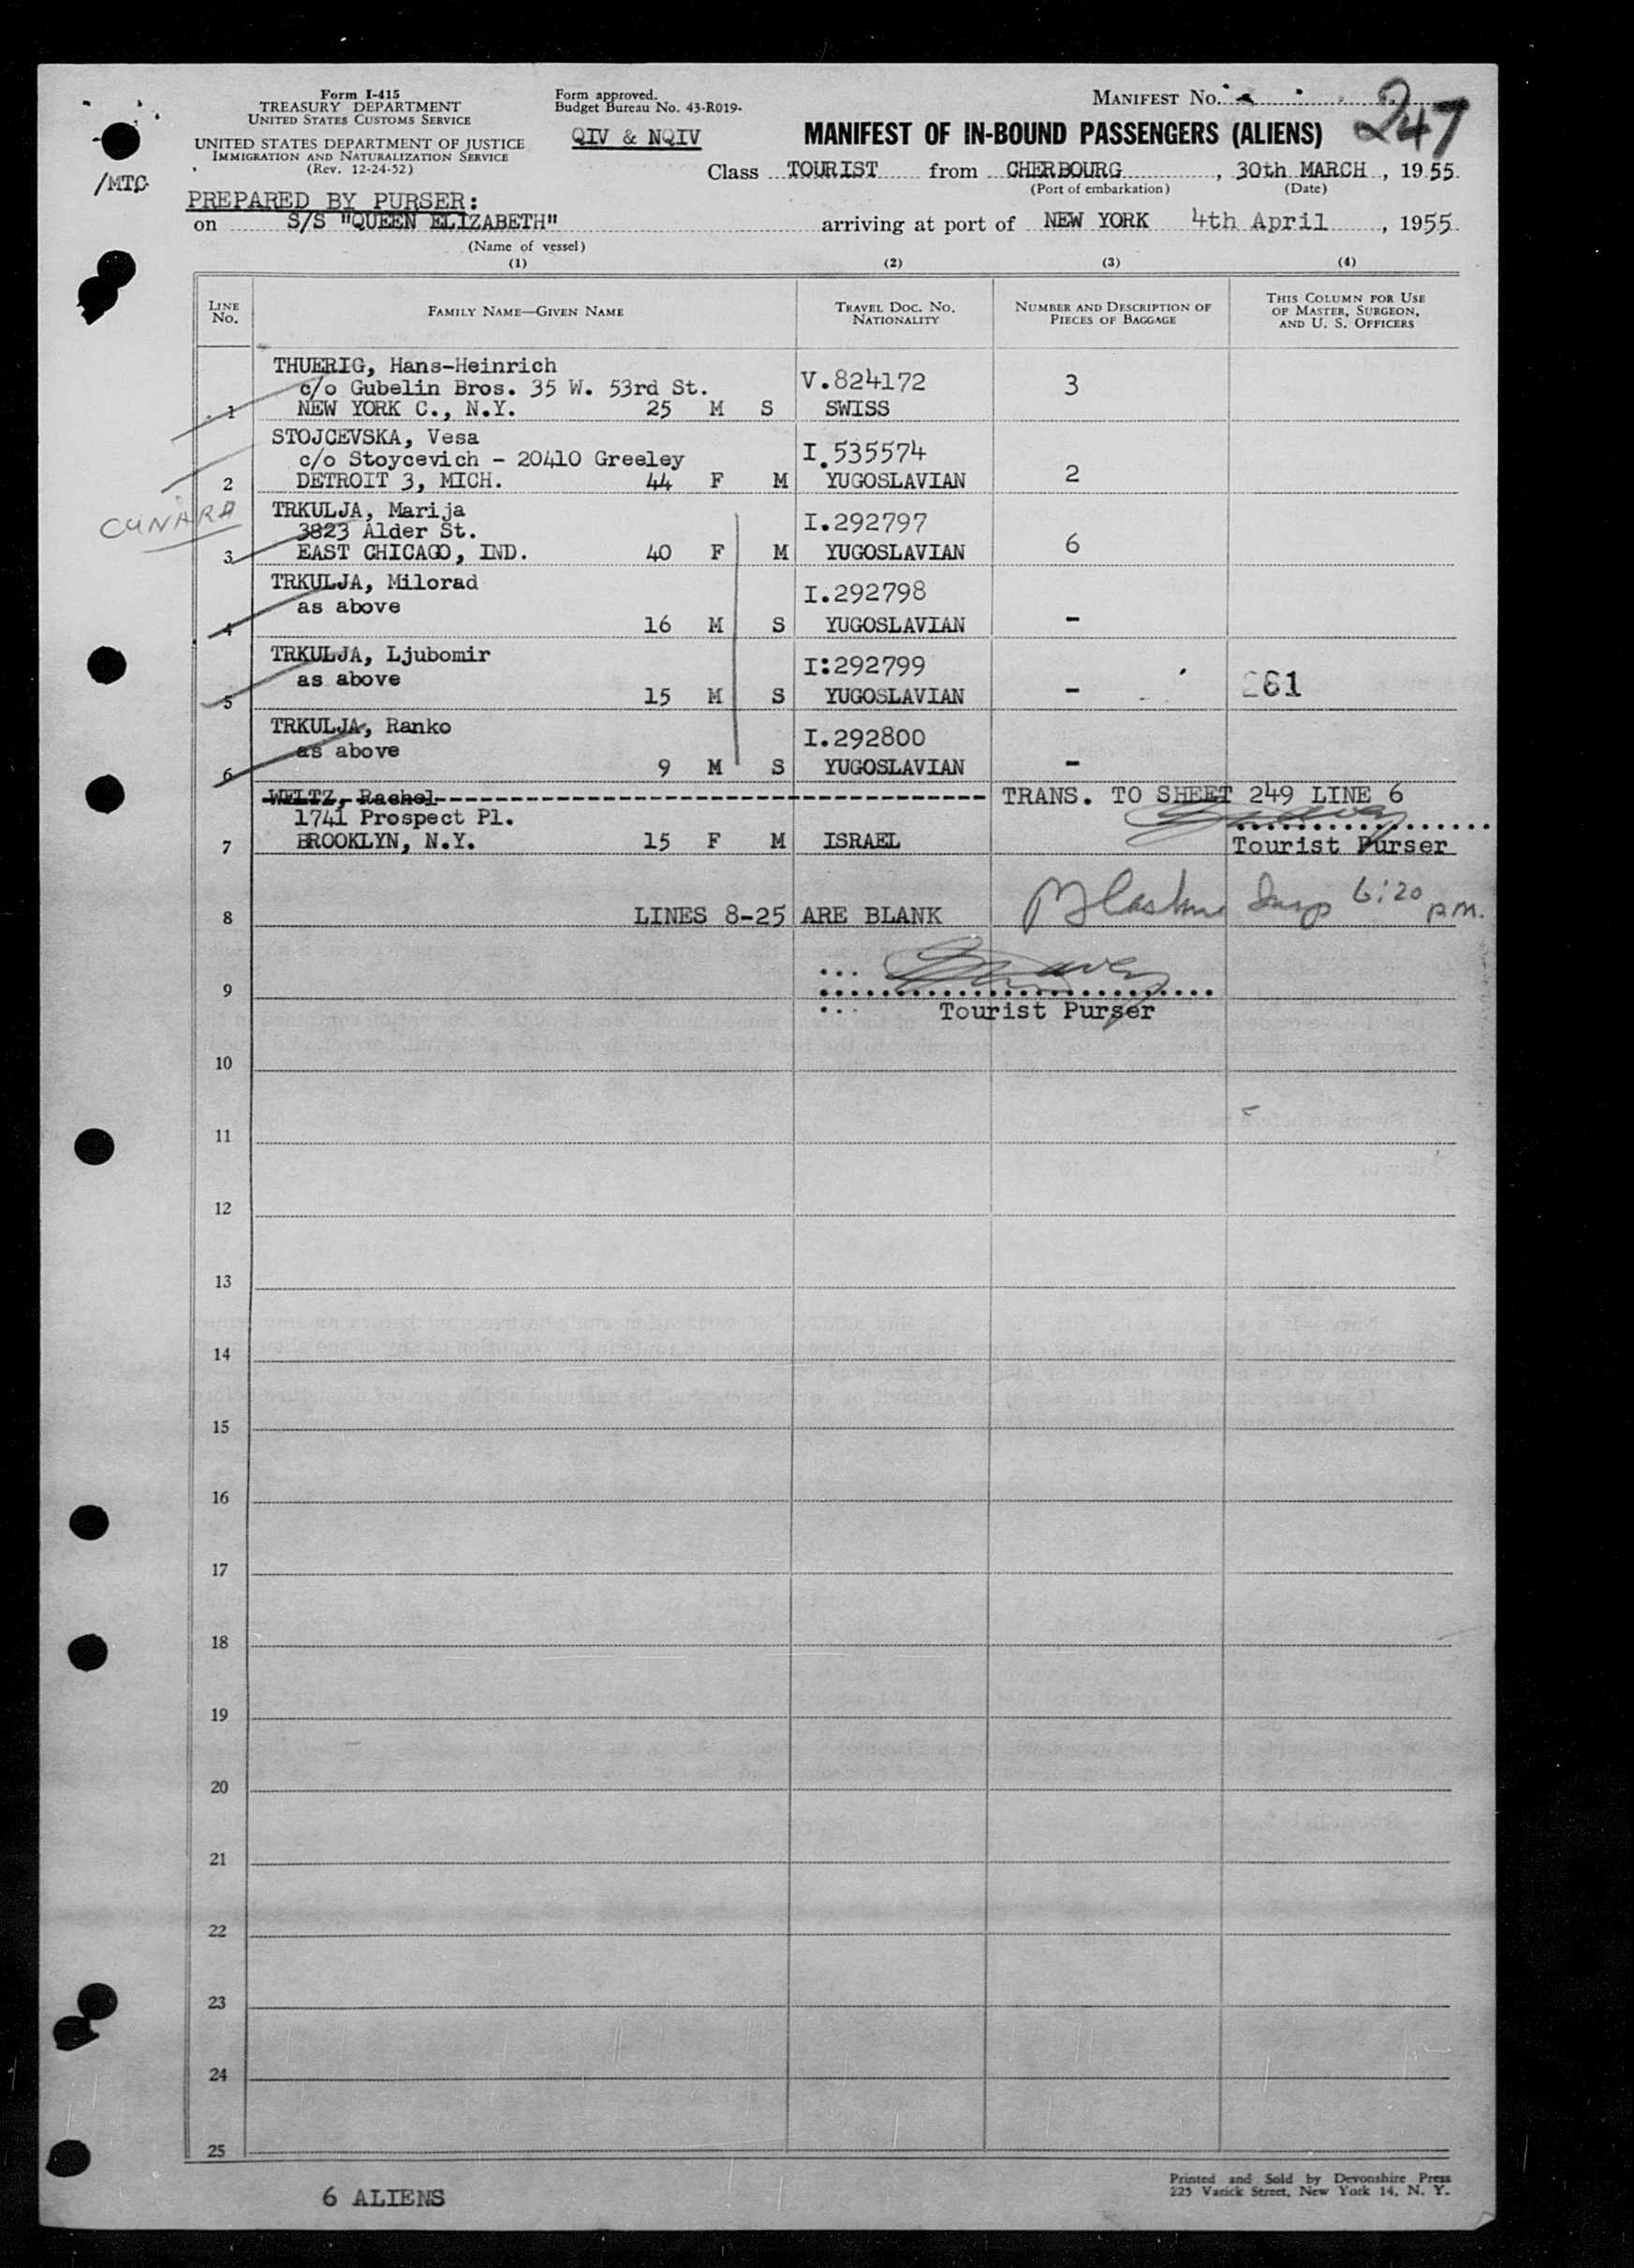 Form I-415
TREASURY DEPARTMENT
UNITED STATES CUSTOMS SERVICE
UNITED STATES DEPARTMENT OF JUSTICE
IMMIGRATION AND NATURALIZATION SERVICE
(Rev. 12-24-52)
/MTC
Form approved.
Budget Bureau No. 43-R019-
QIV & NQIV
MANIFEST No. 247
MANIFEST OF IN-BOUND PASSENGERS (ALIENS)
Class TOURIST from CHERBOURG, 30th MARCH, 1955
(Port of embarkation) (Date)
PREPARED BY PURSER:
on S/S "QUEEN ELIZABETH" arriving at port of NEW YORK 4th April, 1955
(Name of vessel)
(1) (2) (3) (4)
LINE No. FAMILY NAME—GIVEN NAME TRAVEL DOC. NO. NATIONALITY NUMBER AND DESCRIPTION OF PIECES OF BAGGAGE THIS COLUMN FOR USE OF MASTER, SURGEON, AND U. S. OFFICERS
THUERIG, Hans-Heinrich
c/o Gubelin Bros. 35 W. 53rd St. V.824172 3
1 NEW YORK C., N.Y. 25 M S SWISS
STOJCEVSKA, Vesa
c/o Stoycevich - 20410 Greeley I.535574
2 DETROIT 3, MICH. 44 F M YUGOSLAVIAN 2
CUNARD
TRKULJA, Marija
3823 Alder St. I.292797
3 EAST CHICAGO, IND. 40 F M YUGOSLAVIAN 6
TRKULJA, Milorad
as above I.292798
4 16 M S YUGOSLAVIAN -
TRKULJA, Ljubomir
as above I:292799
5 15 M S YUGOSLAVIAN - 261
TRKULJA, Ranko
as above I.292800
6 9 M S YUGOSLAVIAN -
WELTZ, Rachel TRANS. TO SHEET 249 LINE 6
1741 Prospect Pl.
7 BROOKLYN, N.Y. 15 F M ISRAEL Tourist Purser
8 LINES 8-25 ARE BLANK Insp 6:20 p.m.
9
Tourist Purser
10
11
12
13
14
15
16
17
18
19
20
21
22
23
24
25
6 ALIENS
Printed and Sold by Devonshire Press
225 Varick Street, New York 14, N. Y.